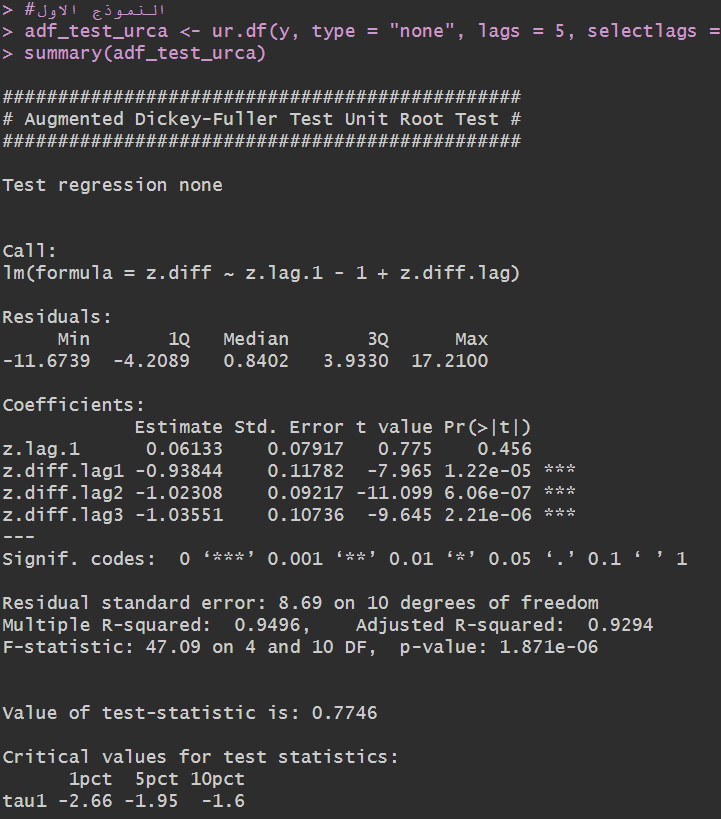 > #النموذج الاول
> adf_test_urca <- ur.df(y, type = "none", lags = 5, selectlags =
> summary(adf_test_urca)
###############################################
# Augmented Dickey-Fuller Test Unit Root Test #
###############################################
Test regression none
Call:
lm(formula = z.diff ~ z.lag.1 - 1 + z.diff.lag)
Residuals:
     Min       1Q   Median       3Q      Max
-11.6739  -4.2089   0.8402   3.9330  17.2100
Coefficients:
            Estimate Std. Error t value Pr(>|t|)
z.lag.1      0.06133    0.07917   0.775    0.456
z.diff.lag1 -0.93844    0.11782  -7.965 1.22e-05 ***
z.diff.lag2 -1.02308    0.09217 -11.099 6.06e-07 ***
z.diff.lag3 -1.03551    0.10736  -9.645 2.21e-06 ***
---
Signif. codes:  0 ‘***’ 0.001 ‘**’ 0.01 ‘*’ 0.05 ‘.’ 0.1 ‘ ’ 1
Residual standard error: 8.69 on 10 degrees of freedom
Multiple R-squared:  0.9496,    Adjusted R-squared:  0.9294
F-statistic: 47.09 on 4 and 10 DF,  p-value: 1.871e-06
Value of test-statistic is: 0.7746
Critical values for test statistics:
      1pct  5pct 10pct
tau1 -2.66 -1.95  -1.6